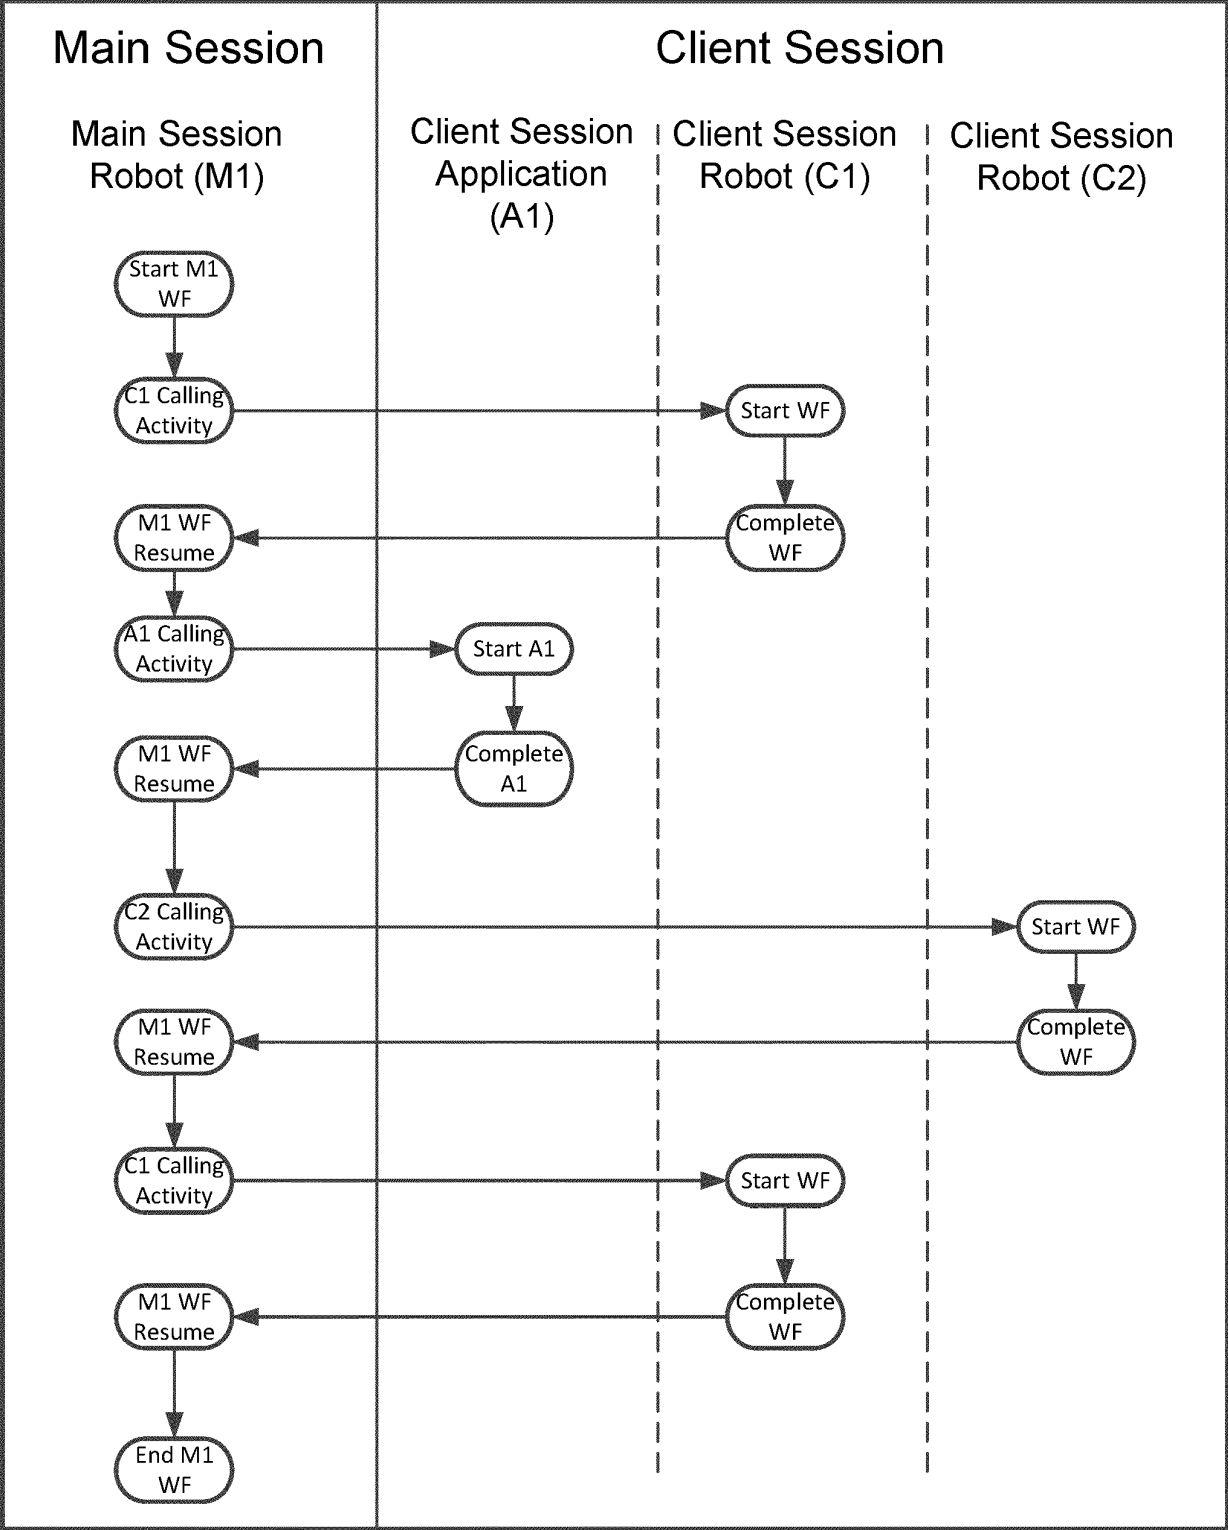 Main Session
Client Session
Main Session
Robot (M1)
Client Session
Application
(A1)
Client Session
Robot (C1)
Client Session
Robot (C2)
Start M1
WF
C1 Calling
Activity
Start WF
M1 WF
Resume
Complete
WF
A1 Calling
Activity
Start A1
M1 WF
Resume
Complete
A1
C2 Calling
Activity
Start WF
M1 WF
Resume
Complete
WF
C1 Calling
Activity
Start WF
M1 WF
Resume
Complete
WF
End M1
WF